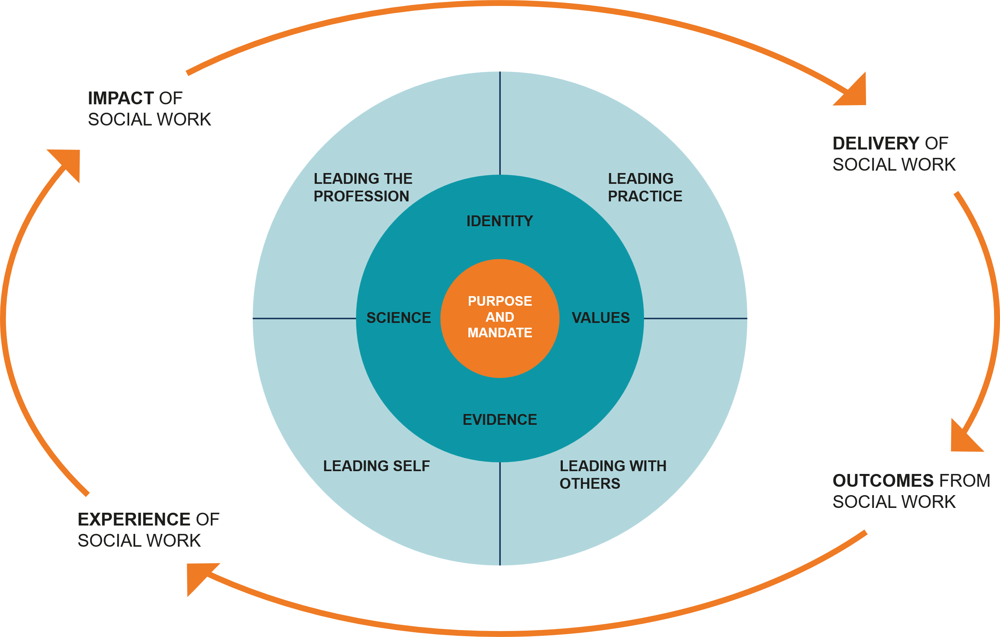 IMPACT OF
SOCIAL WORK
DELIVERY OF
SOCIAL WORK
LEADING THE
PROFESSION
LEADING
PRACTICE
IDENTITY
SCIENCE
PURPOSE
AND
MANDATE
VALUES
EVIDENCE
LEADING SELF
LEADING WITH
OTHERS
OUTCOMES FROM
SOCIAL WORK
EXPERIENCE OF
SOCIAL WORK